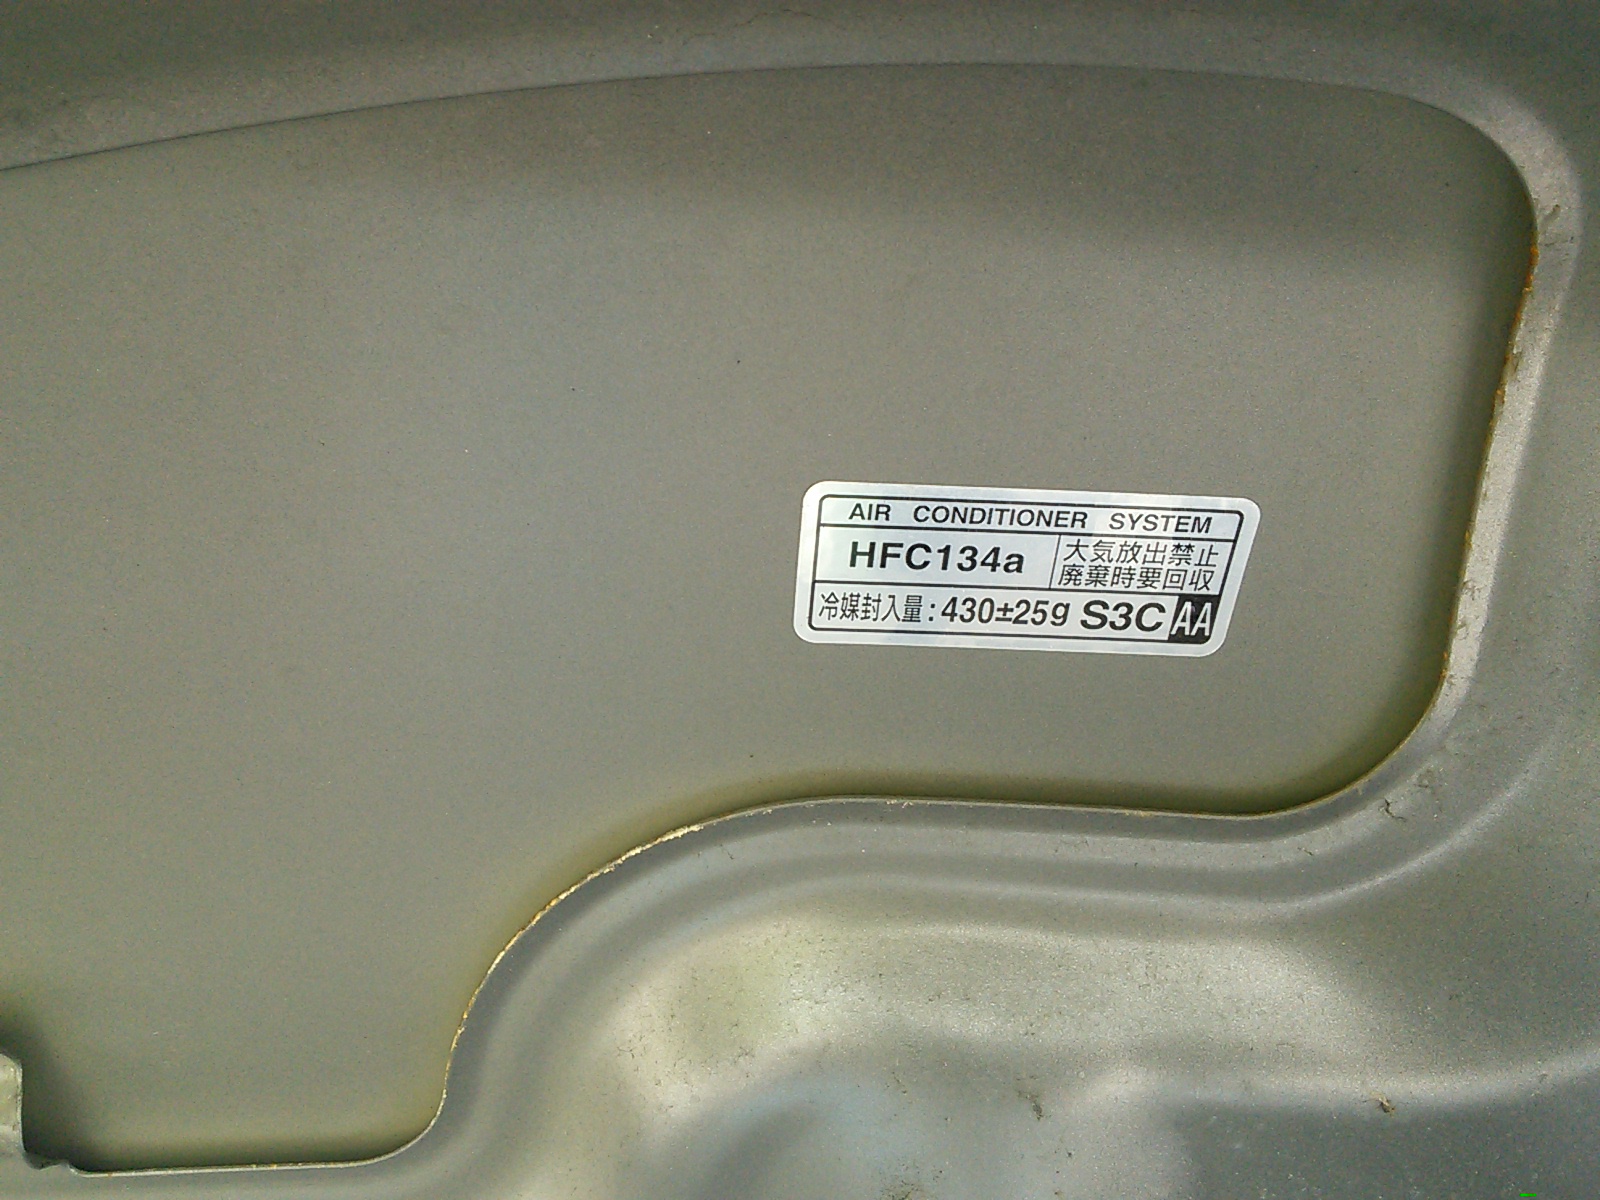 AIR CONDITIONER SYSTEM
HFC134a
大気放出禁止
廃棄時要回収
冷媒封入量:430±25g S3C AA